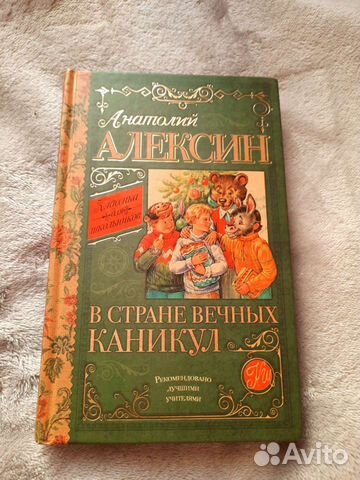 Анатолий
АЛЕКСИН
Классика
для
школьников
В СТРАНЕ ВЕЧНЫХ
КАНИКУЛ
Рекомендовано
лучшими
учителями
Avito